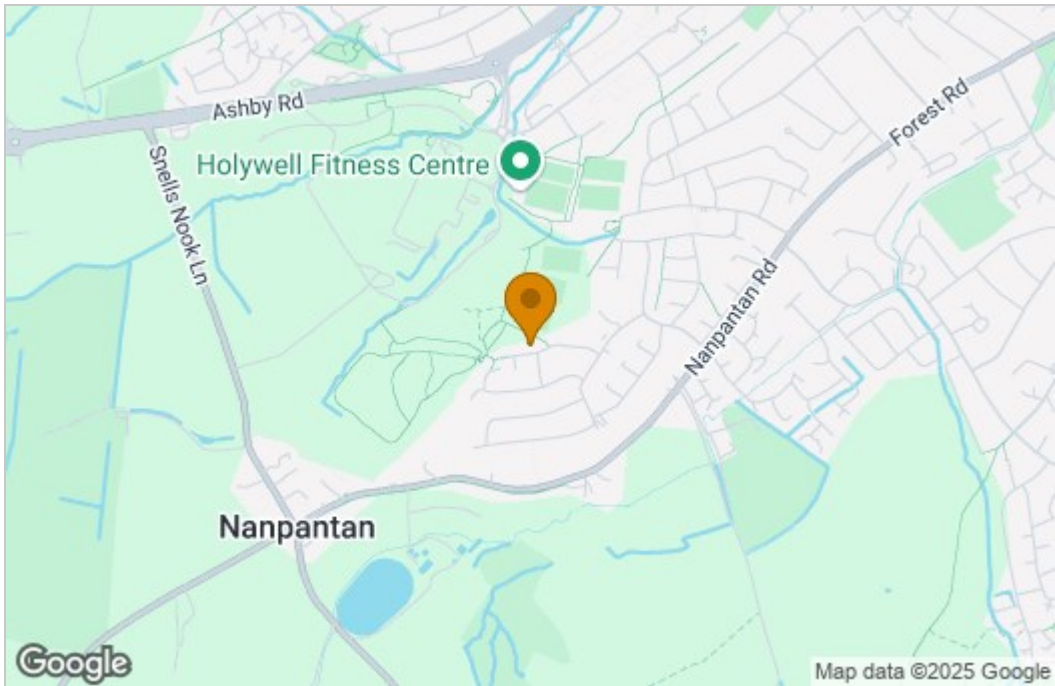 Ashby Rd
Forest Rd
Holywell Fitness Centre
Snells Nook Ln
Nanpantan Rd
Nanpantan
Google
Map data ©2025 Google